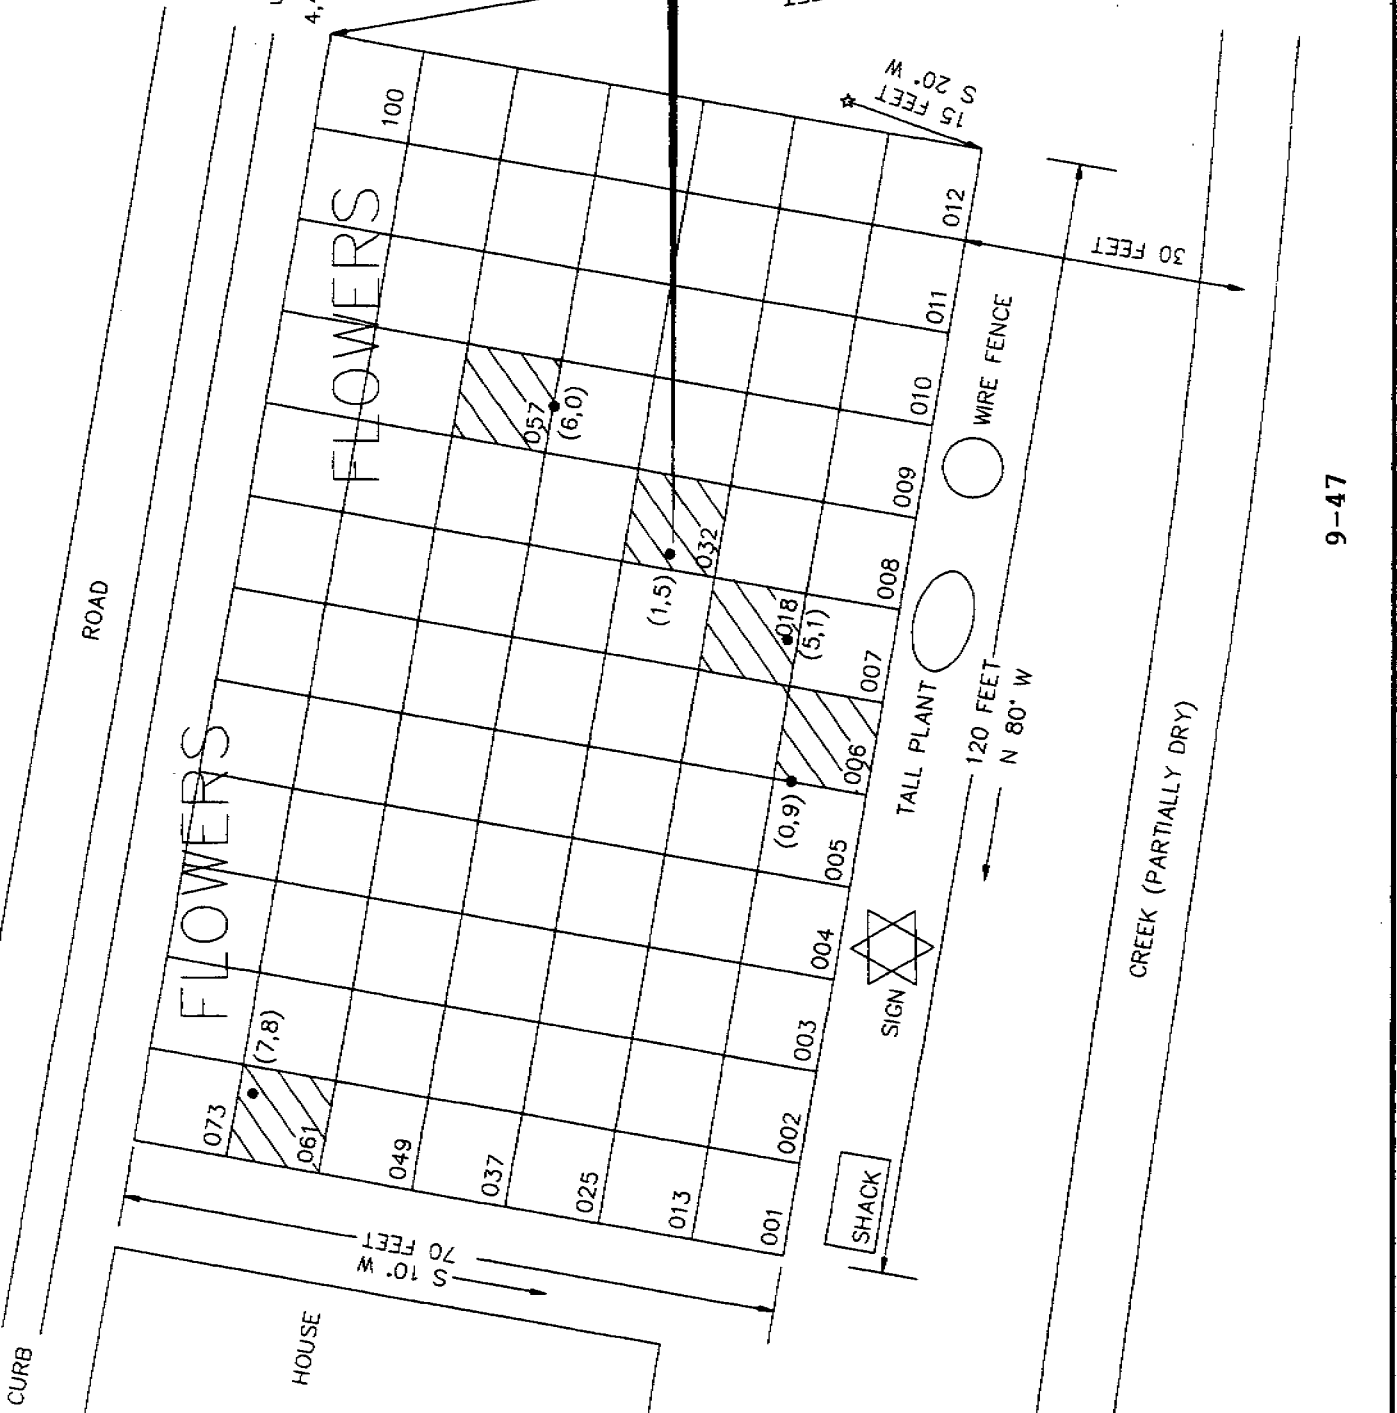 ROAD
CURB
HOUSE
FLOWERS
FLOWERS
100
073
061
049
037
025
013
001
002
003
004
005
006
007
008
009
010
011
012
057
032
018
(7,8)
(6,0)
(1,5)
(5,1)
(0,9)
15 FEET
S 20° W
30 FEET
WIRE FENCE
TALL PLANT
120 FEET
N 80° W
SIGN
SHACK
70 FEET
S 10° W
CREEK (PARTIALLY DRY)
9-47